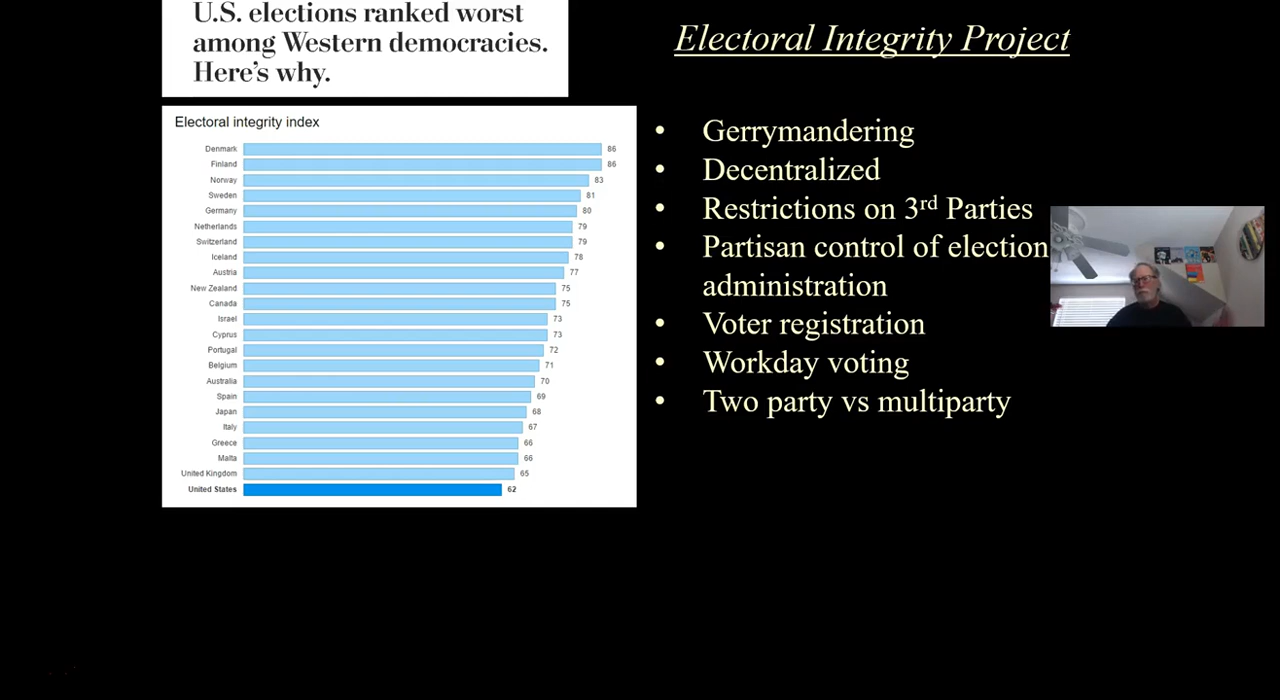 U.S. elections ranked worst
among Western democracies.
Here's why.
Electoral integrity index
Denmark 86
Finland 86
Norway 83
Sweden 81
Germany 80
Netherlands 79
Switzerland 79
Iceland 78
Austria 77
New Zealand 75
Canada 75
Israel 73
Cyprus 73
Portugal 72
Belgium 71
Australia 70
Spain 69
Japan 68
Italy 67
Greece 66
Malta 66
United Kingdom 65
United States 62
Electoral Integrity Project
• Gerrymandering
• Decentralized
• Restrictions on 3rd Parties
• Partisan control of election
administration
• Voter registration
• Workday voting
• Two party vs multiparty